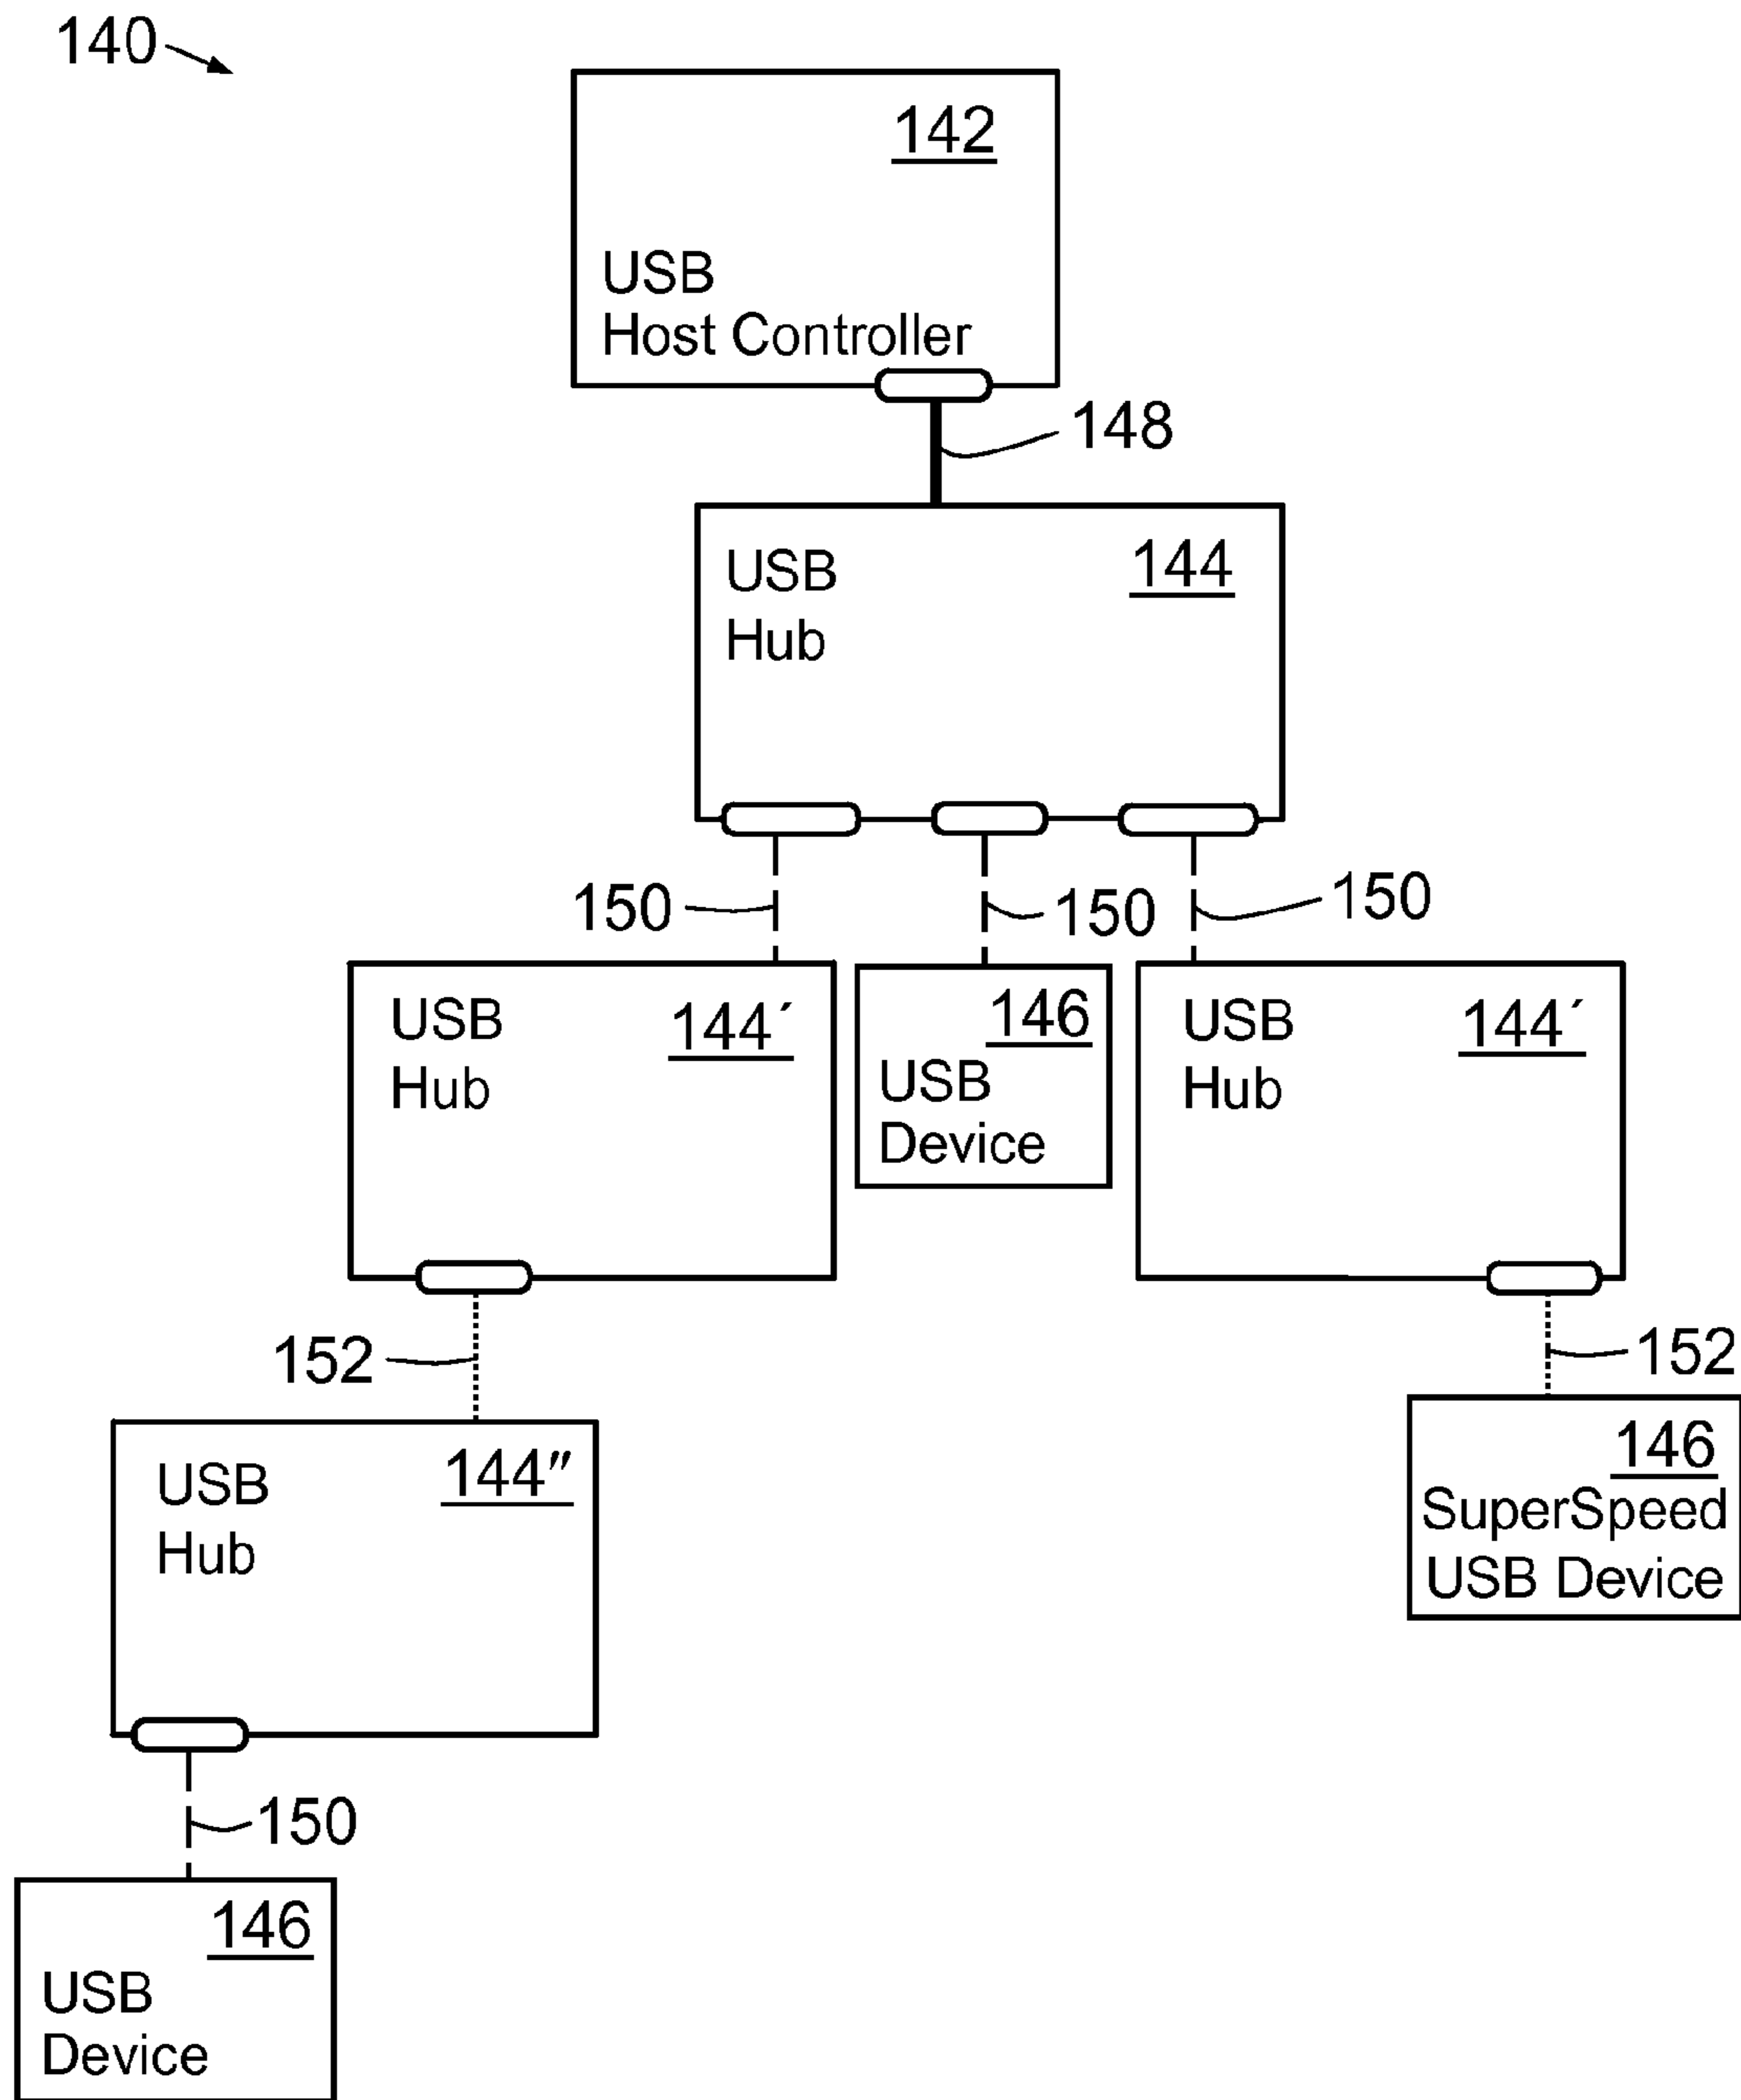 140
142
USB
Host Controller
148
USB
Hub
144
150
150
150
USB
Hub
144´
146
USB
Device
USB
Hub
144´
152
152
USB
Hub
144″
146
SuperSpeed
USB Device
150
146
USB
Device